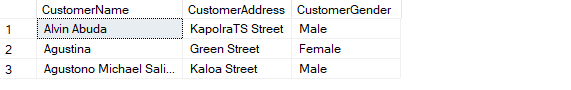 CustomerName CustomerAddress CustomerGender
1 Alvin Abuda KapolraTS Street Male
2 Agustina Green Street Female
3 Agustono Michael Sali... Kaloa Street Male